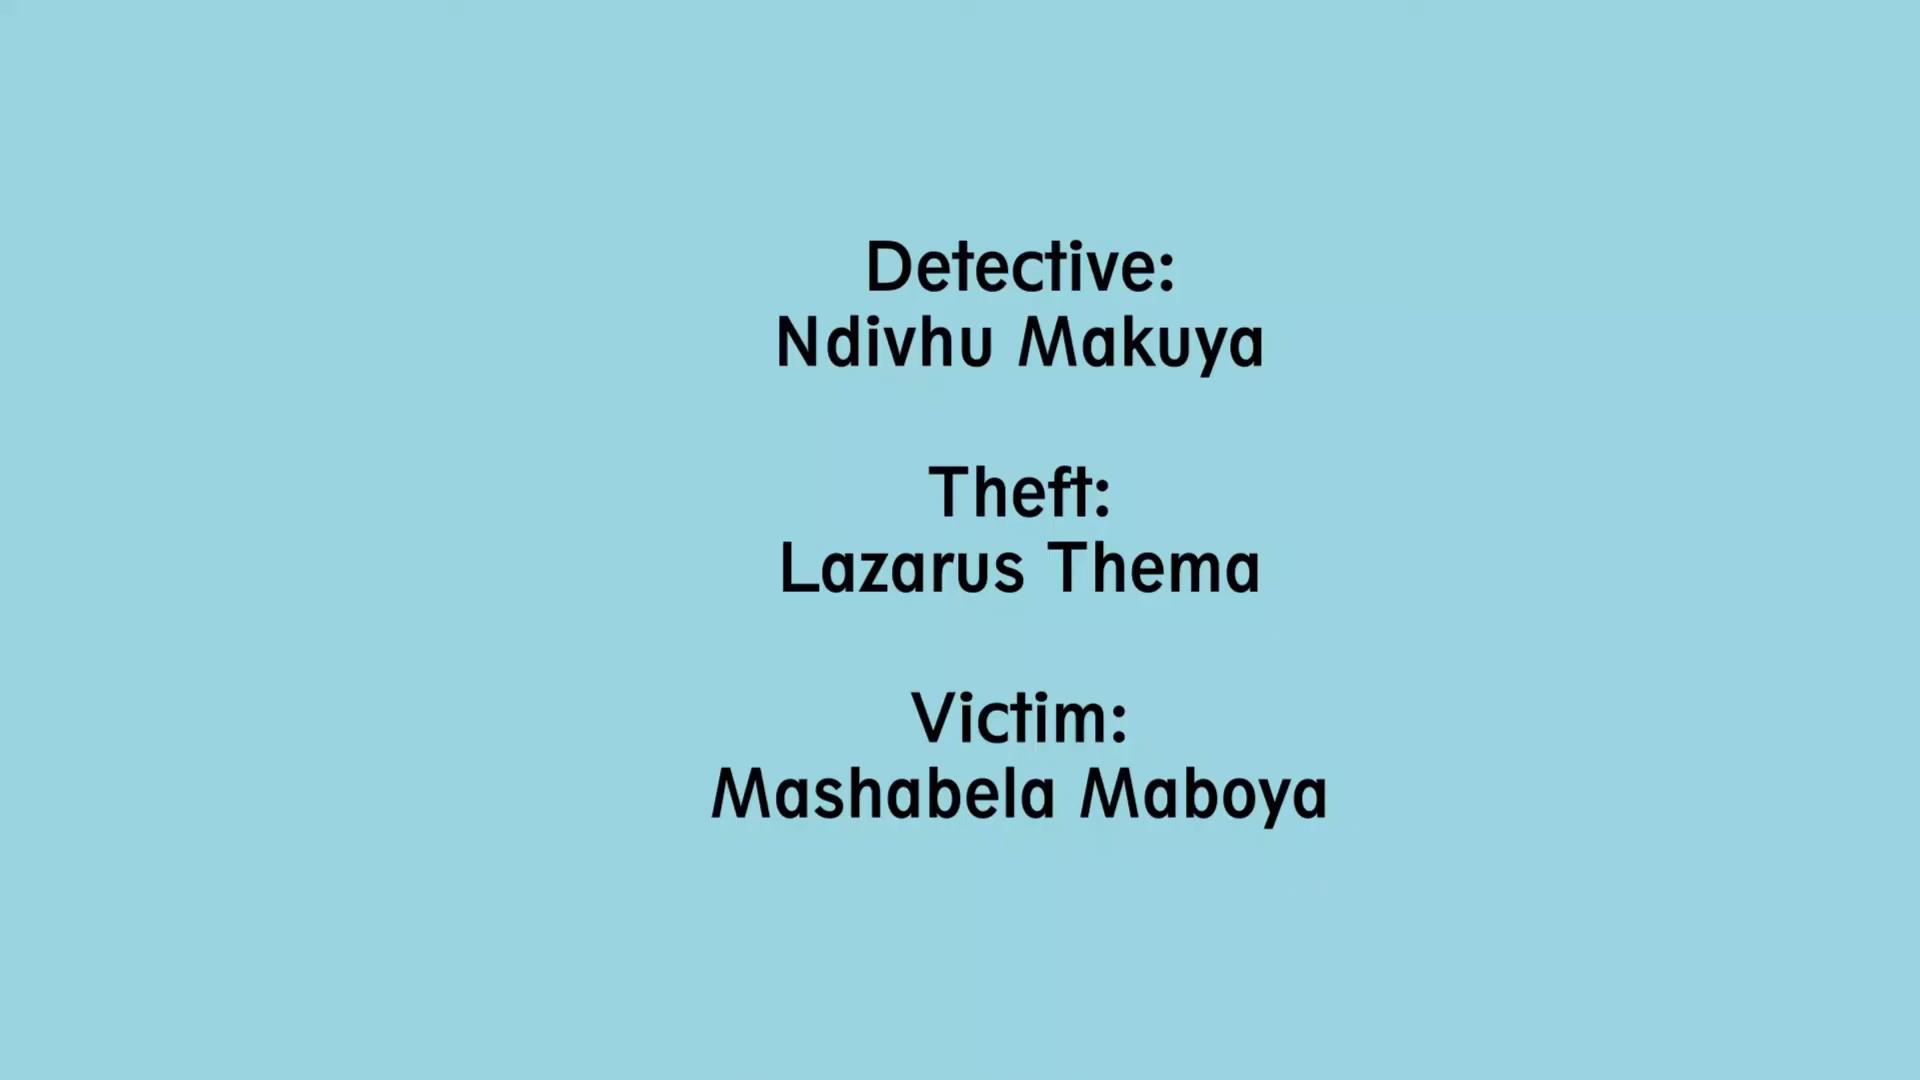 Detective:
Ndivhu Makuya
Theft:
Lazarus Thema
Victim:
Mashabela Maboya